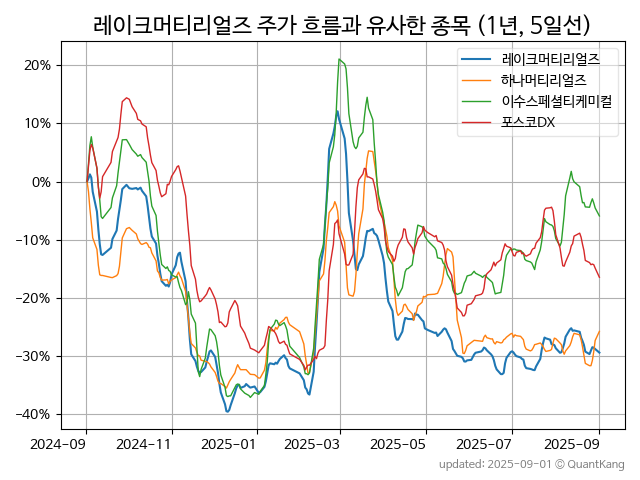 레이크머티리얼즈 주가 흐름과 유사한 종목 (1년, 5일선)
레이크머티리얼즈
하나머티리얼즈
이수스페셜티케미컬
포스코DX
20%
10%
0%
−10%
−20%
−30%
−40%
2024-09
2024-11
2025-01
2025-03
2025-05
2025-07
2025-09
updated: 2025-09-01 © QuantKang